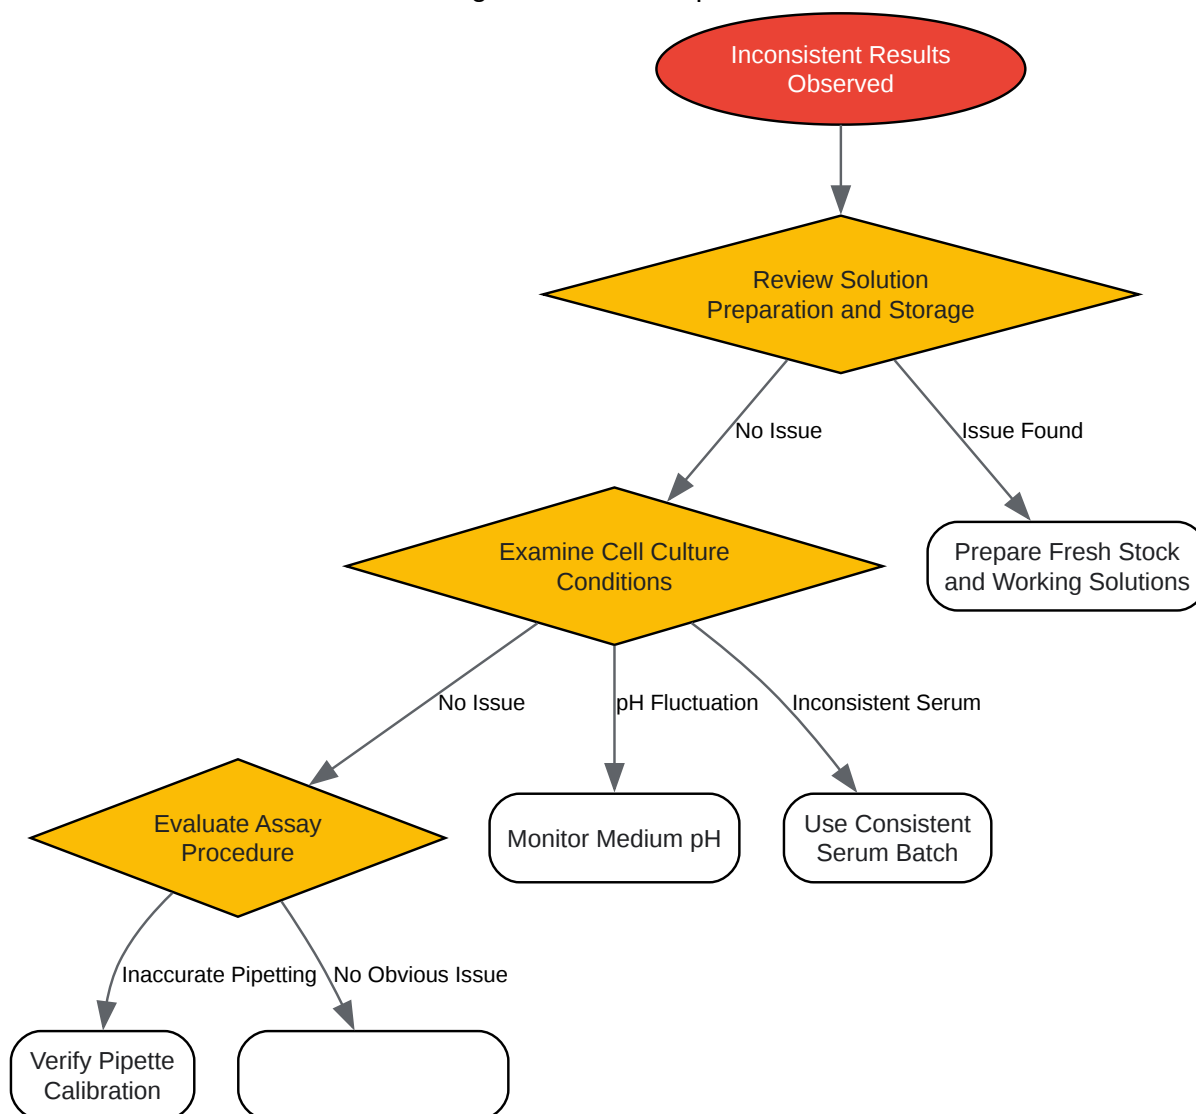 Inconsistent Results
Observed
Review Solution
Preparation and Storage
No Issue
Issue Found
Examine Cell Culture
Conditions
Prepare Fresh Stock
and Working Solutions
No Issue
pH Fluctuation
Inconsistent Serum
Evaluate Assay
Procedure
Monitor Medium pH
Use Consistent
Serum Batch
Inaccurate Pipetting
No Obvious Issue
Verify Pipette
Calibration